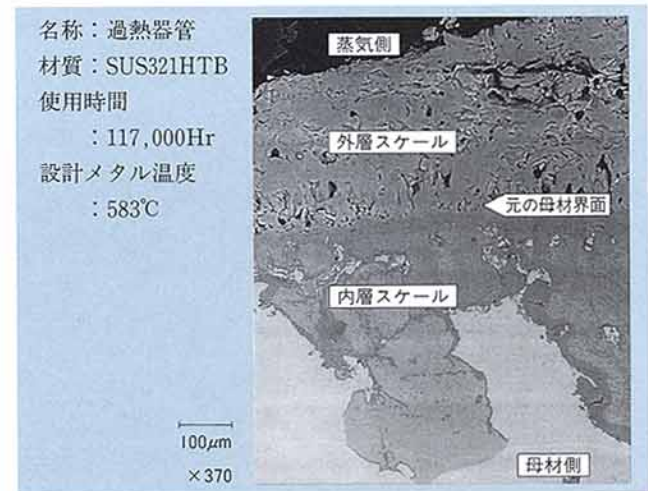 名称：過熱器管
材質：SUS321HTB
使用時間
：117,000Hr
設計メタル温度
：583℃
100μm
×370
蒸気側
外層スケール
元の母材界面
内層スケール
母材側